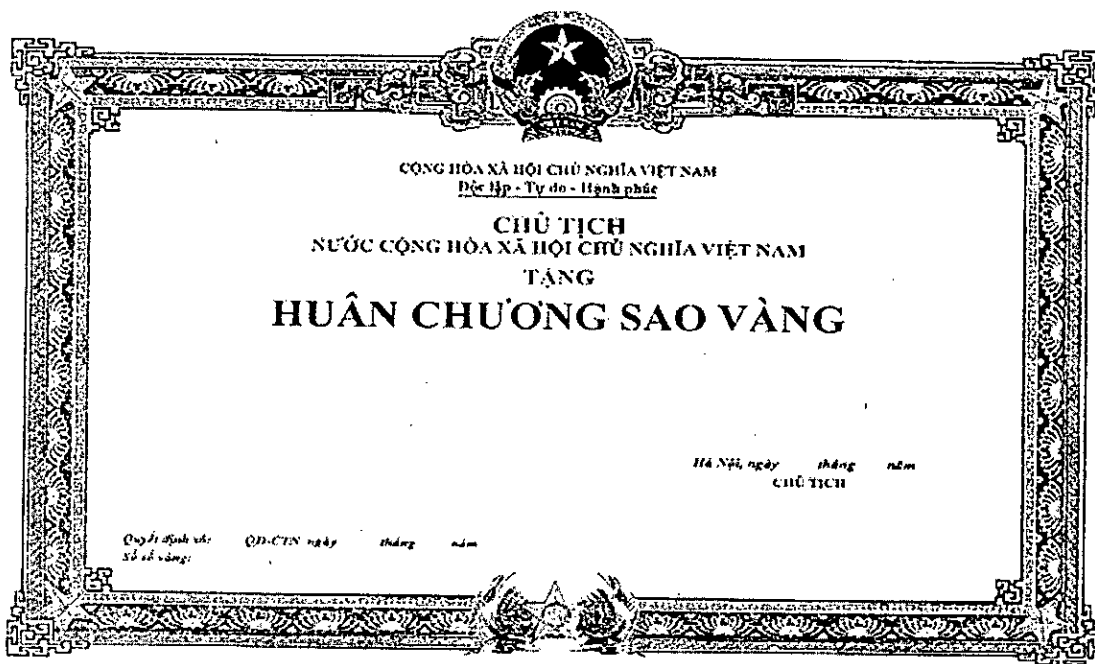 CỘNG HÒA XÃ HỘI CHỦ NGHĨA VIỆT NAM
Độc lập - Tự do - Hạnh phúc
CHỦ TỊCH
NƯỚC CỘNG HÒA XÃ HỘI CHỦ NGHĨA VIỆT NAM
TẶNG
HUÂN CHƯƠNG SAO VÀNG
Hà Nội, ngày tháng năm
CHỦ TỊCH
Quyết định số: QĐ-CTN ngày tháng năm
Số sổ vàng: